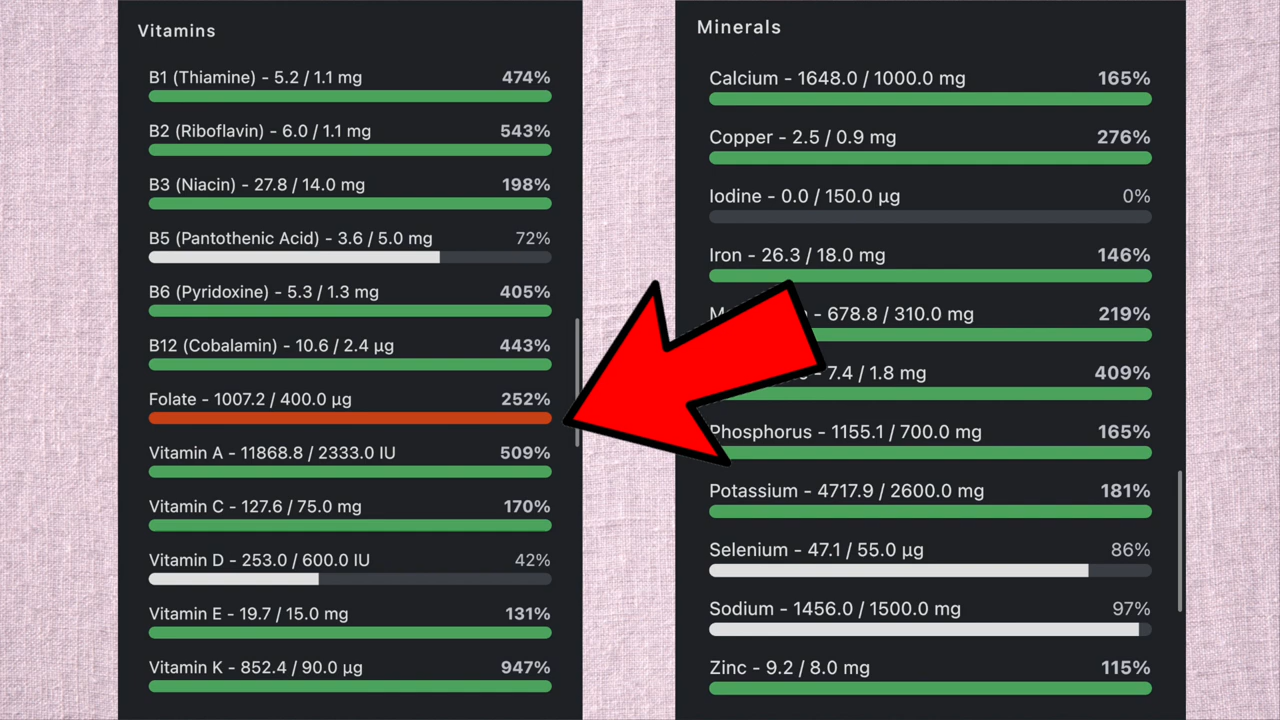 Vitamins
B1 (Thiamine) - 5.2 / 1.1 mg 474%
B2 (Riboflavin) - 6.0 / 1.1 mg 543%
B3 (Niacin) - 27.8 / 14.0 mg 198%
B5 (Pantothenic Acid) - 3.6 / 5.0 mg 72%
B6 (Pyridoxine) - 5.3 / 1.3 mg 405%
B12 (Cobalamin) - 10.6 / 2.4 µg 443%
Folate - 1007.2 / 400.0 µg 252%
Vitamin A - 11868.8 / 2333.0 IU 509%
Vitamin C - 127.6 / 75.0 mg 170%
Vitamin D - 253.0 / 600.0 IU 42%
Vitamin E - 19.7 / 15.0 mg 131%
Vitamin K - 852.4 / 90.0 µg 947%
Minerals
Calcium - 1648.0 / 1000.0 mg 165%
Copper - 2.5 / 0.9 mg 276%
Iodine - 0.0 / 150.0 µg 0%
Iron - 26.3 / 18.0 mg 146%
- 678.8 / 310.0 mg 219%
- 7.4 / 1.8 mg 409%
Phosphorus - 1155.1 / 700.0 mg 165%
Potassium - 4717.9 / 2600.0 mg 181%
Selenium - 47.1 / 55.0 µg 86%
Sodium - 1456.0 / 1500.0 mg 97%
Zinc - 9.2 / 8.0 mg 115%